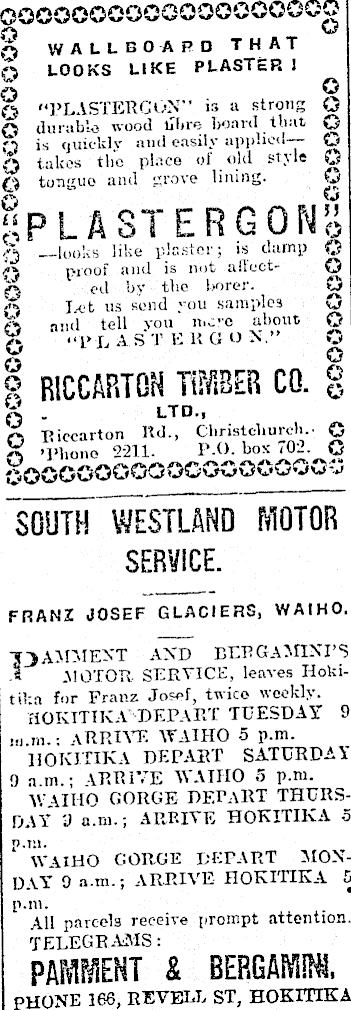 WALLBOARD THAT
LOOKS LIKE PLASTER!
"PLASTERGON" is a strong
durable wood fibre board that
is quickly and easily applied—
takes the place of old style
tongue and grove lining.
"PLASTERGON"
—looks like plaster; is damp
proof and is not affect-
ed by the borer.
Let us send you samples
and tell you more about
"PLASTERGON."
RICCARTON TIMBER CO.
LTD.,
Riccarton Rd., Christchurch.
'Phone 2211. P.O. box 702.
SOUTH WESTLAND MOTOR
SERVICE.
FRANZ JOSEF GLACIERS, WAIHO.
PAMMENT AND BERGAMINI'S
MOTOR SERVICE, leaves Hoki-
tika for Franz Josef, twice weekly.
HOKITIKA DEPART TUESDAY 9
a.m.; ARRIVE WAIHO 5 p.m.
HOKITIKA DEPART SATURDAY
9 a.m.; ARRIVE WAIHO 5 p.m.
WAIHO GORGE DEPART THURS-
DAY 9 a.m.; ARRIVE HOKITIKA 5
p.m.
WAIHO GORGE DEPART MON-
DAY 9 a.m.; ARRIVE HOKITIKA 5
p.m.
All parcels receive prompt attention.
TELEGRAMS:
PAMMENT & BERGAMINI,
PHONE 166, REVELL ST, HOKITIKA